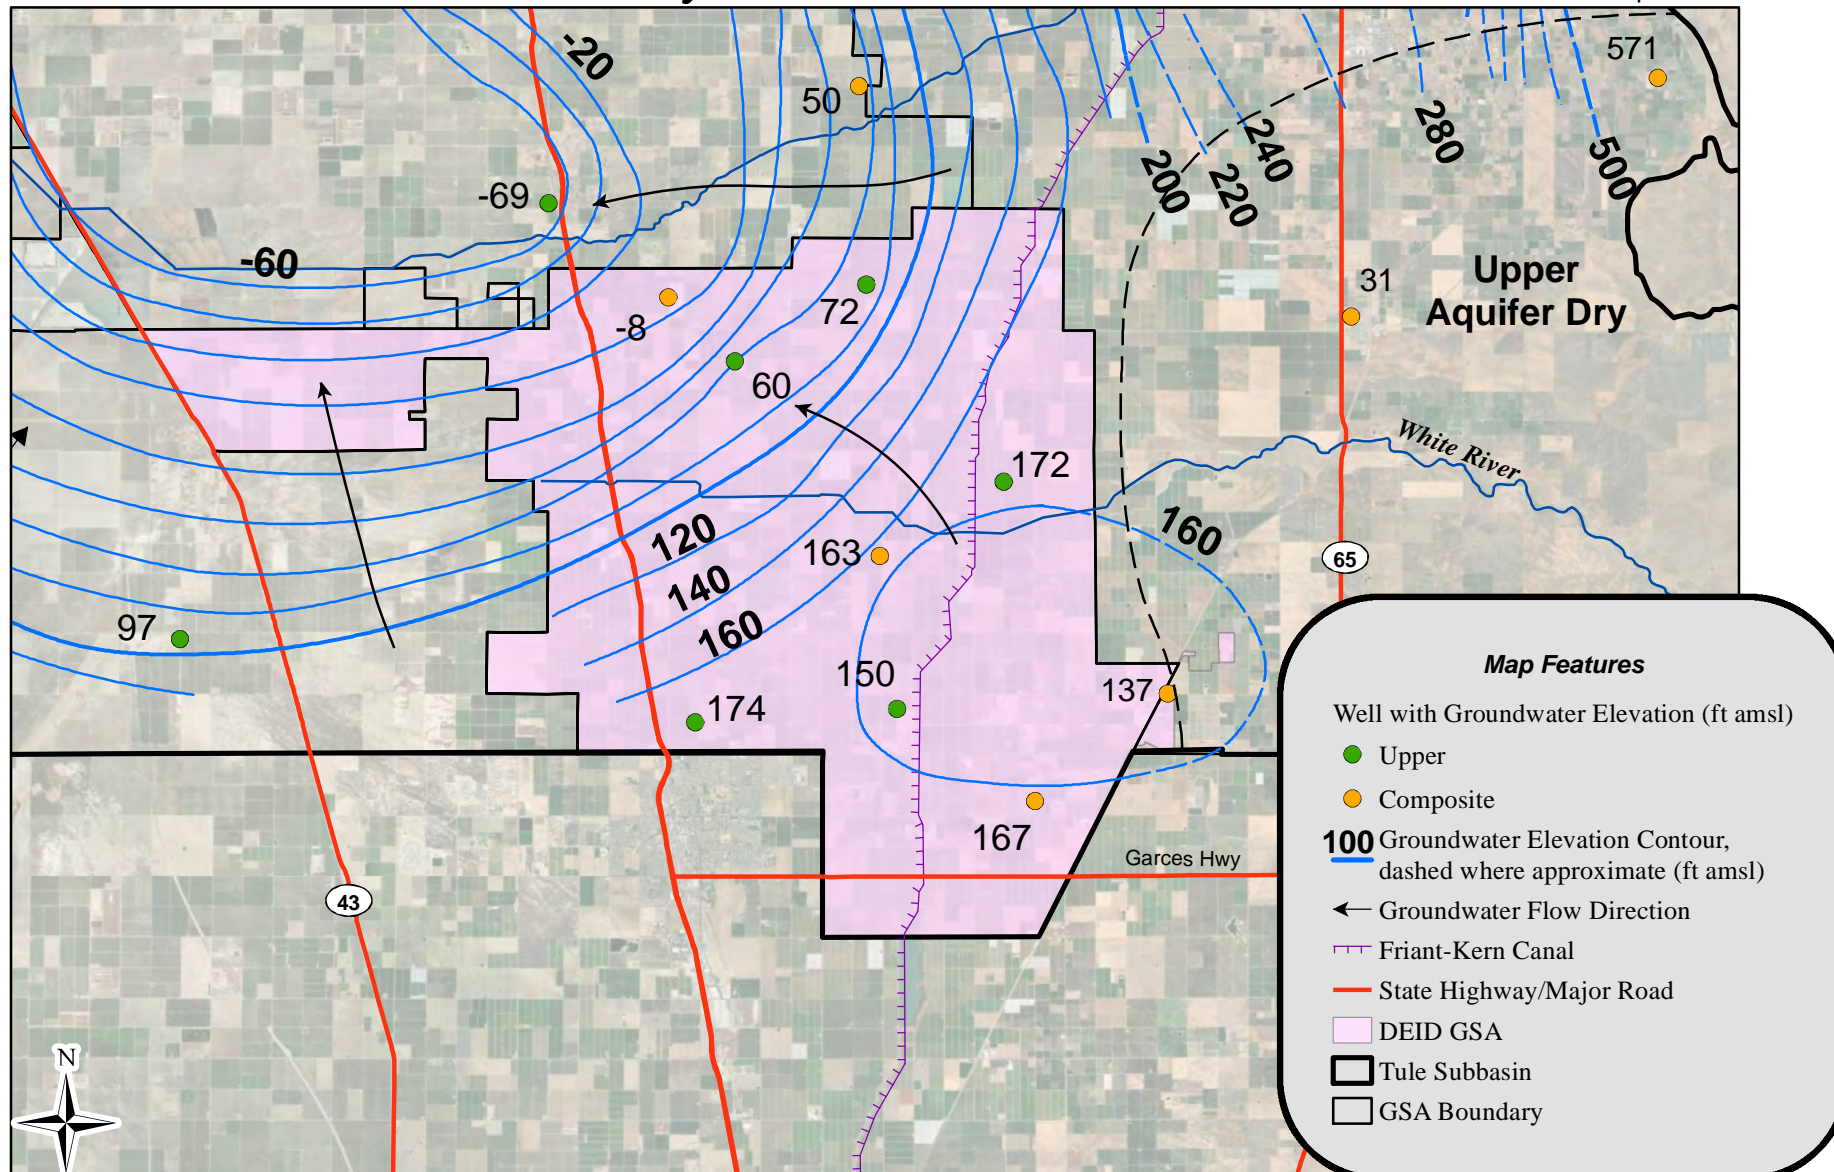 -20
50
571
-69
200
220
240
280
500
-60
-8
72
60
31
Upper
Aquifer Dry
White River
172
160
120
140
160
163
65
97
150
174
137
167
Garces Hwy
43
N
Map Features
Well with Groundwater Elevation (ft amsl)
Upper
Composite
100 Groundwater Elevation Contour,
dashed where approximate (ft amsl)
Groundwater Flow Direction
Friant-Kern Canal
State Highway/Major Road
DEID GSA
Tule Subbasin
GSA Boundary